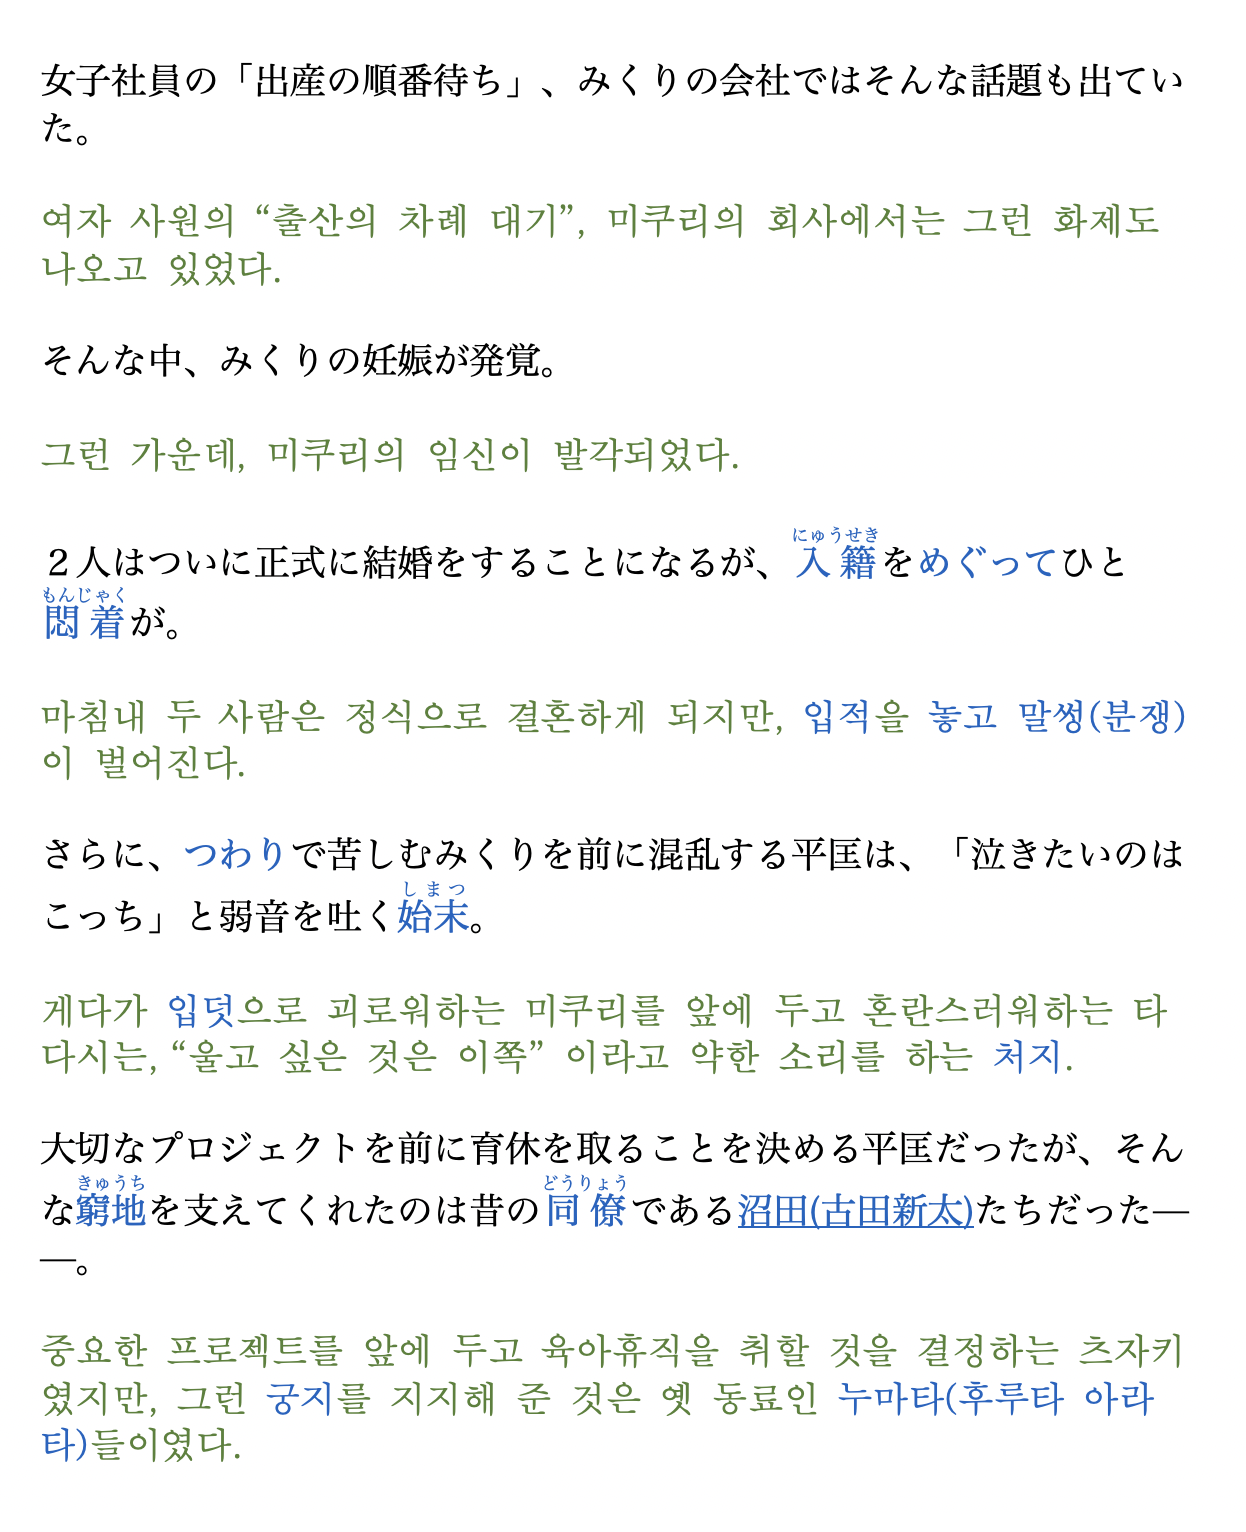 女子社員の「出産の順番待ち」、みくりの会社ではそんな話題も出てい
た。
여자 사원의 “출산의 차례 대기”, 미쿠리의 회사에서는 그런 화제도
나오고 있었다.
そんな中、みくりの妊娠が発覚。
그런 가운데, 미쿠리의 임신이 발각되었다.
にゅうせき
２人はついに正式に結婚をすることになるが、入籍をめぐってひと
もんじゃく
悶着が。
마침내 두 사람은 정식으로 결혼하게 되지만, 입적을 놓고 말썽(분쟁)
이 벌어진다.
さらに、つわりで苦しむみくりを前に混乱する平匡は、「泣きたいのは
しまつ
こっち」と弱音を吐く始末。
게다가 입덧으로 괴로워하는 미쿠리를 앞에 두고 혼란스러워하는 타
다시는, “울고 싶은 것은 이쪽” 이라고 약한 소리를 하는 처지.
大切なプロジェクトを前に育休を取ることを決める平匡だったが、そん
きゅうち どうりょう
な窮地を支えてくれたのは昔の同僚である沼田(古田新太)たちだった―
―。
중요한 프로젝트를 앞에 두고 육아휴직을 취할 것을 결정하는 츠자키
였지만, 그런 궁지를 지지해 준 것은 옛 동료인 누마타(후루타 아라
타)들이였다.